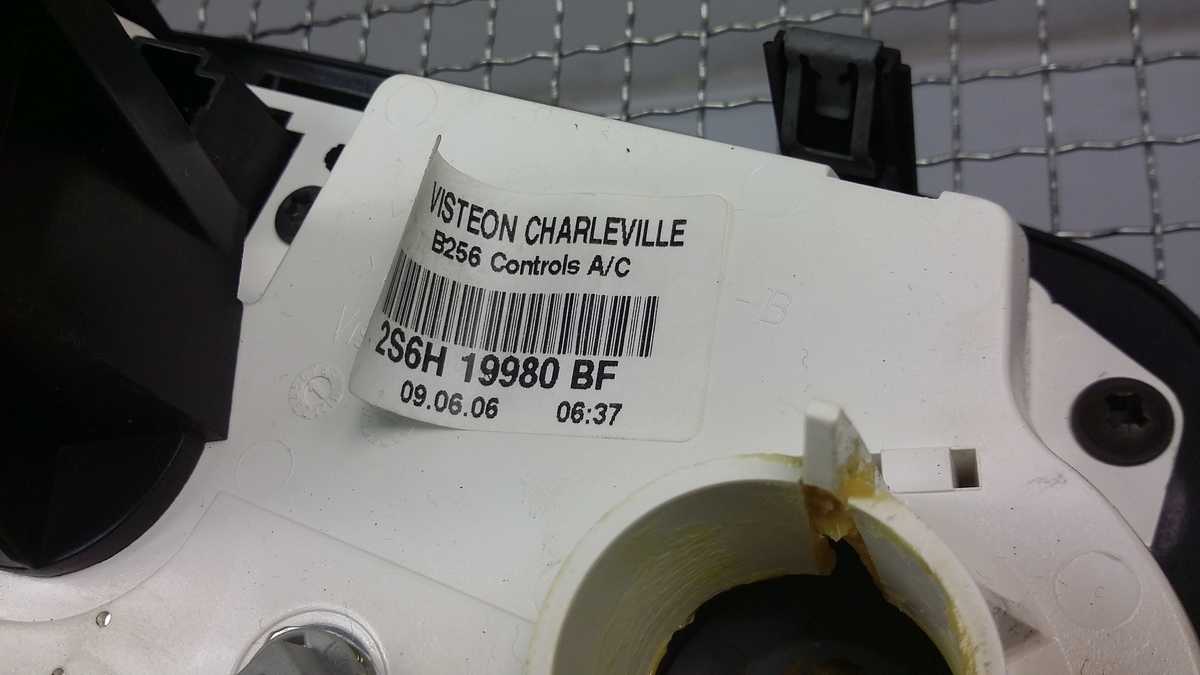 VISTEON CHARLEVILLE
B256 Controls A/C
2S6H 19980 BF
09.06.06 06:37
-B